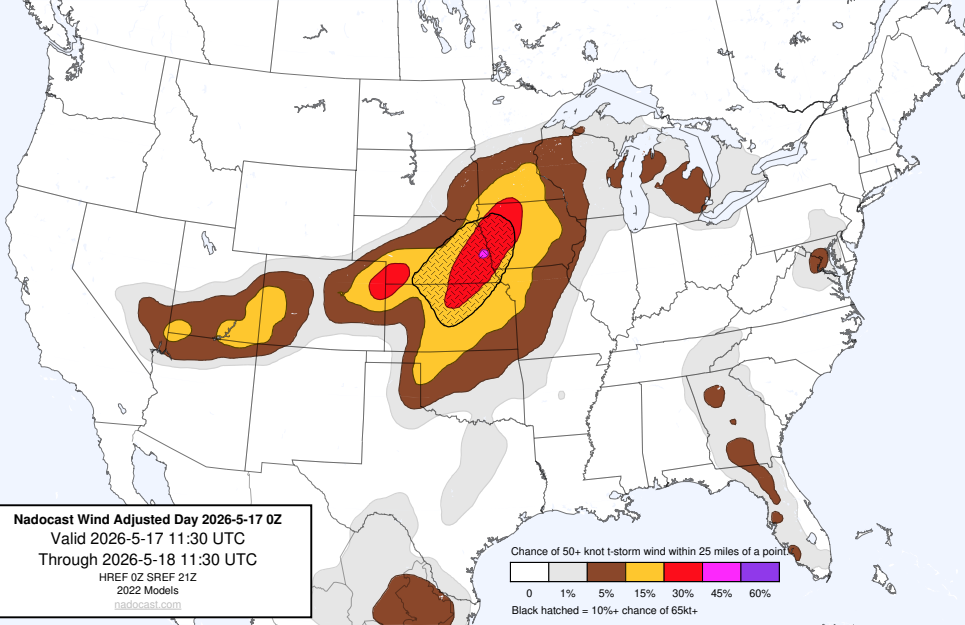 Nadocast Wind Adjusted Day 2026-5-17 0Z
Valid 2026-5-17 11:30 UTC
Through 2026-5-18 11:30 UTC
HREF 0Z SREF 21Z
2022 Models
nadocast.com
Chance of 50+ knot t-storm wind within 25 miles of a point.
0 1% 5% 15% 30% 45% 60%
Black hatched = 10%+ chance of 65kt+